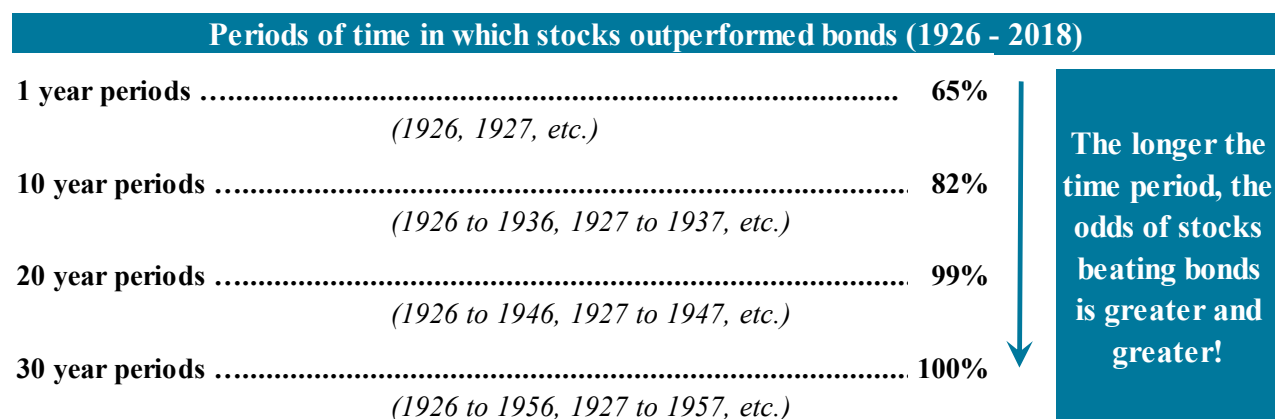 Periods of time in which stocks outperformed bonds (1926 - 2018)
1 year periods ….......................................................................................... 65%
(1926, 1927, etc.)
10 year periods ….......................................................................................... 82%
(1926 to 1936, 1927 to 1937, etc.)
20 year periods ….......................................................................................... 99%
(1926 to 1946, 1927 to 1947, etc.)
30 year periods ….......................................................................................... 100%
(1926 to 1956, 1927 to 1957, etc.)
The longer the
time period, the
odds of stocks
beating bonds
is greater and
greater!